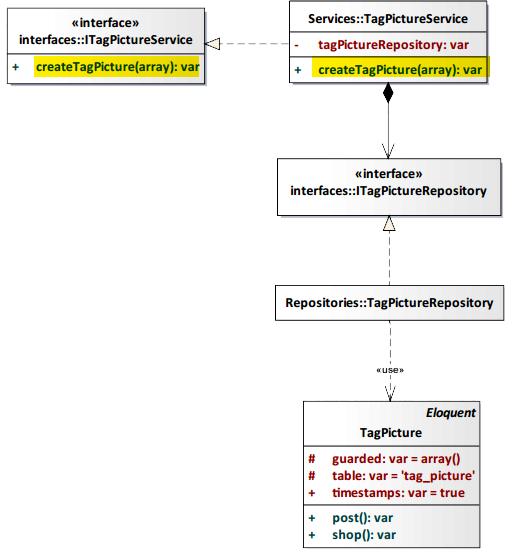 «interface»
interfaces::ITagPictureService
+ createTagPicture(array): var
Services::TagPictureService
- tagPictureRepository: var
+ createTagPicture(array): var
«interface»
interfaces::ITagPictureRepository
Repositories::TagPictureRepository
«use»
Eloquent
TagPicture
# guarded: var = array()
# table: var = 'tag_picture'
+ timestamps: var = true
+ post(): var
+ shop(): var